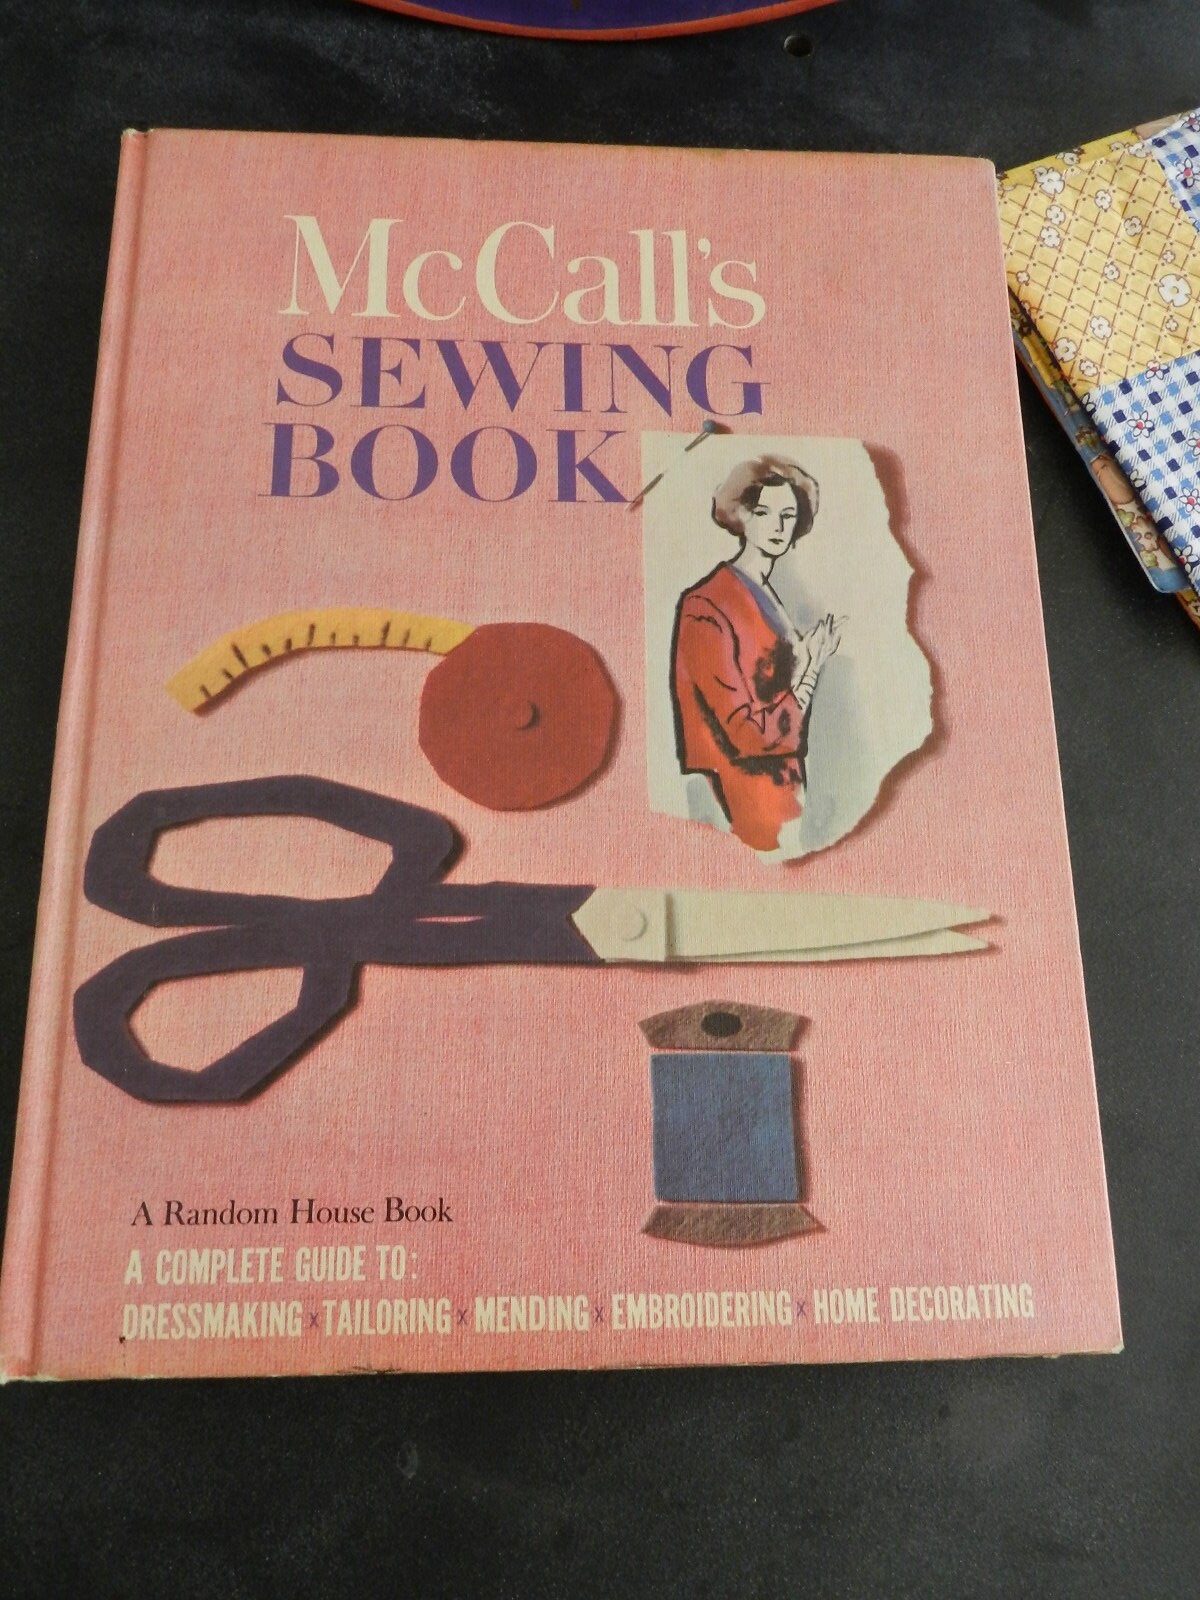 McCall's
SEWING
BOOK
A Random House Book
A COMPLETE GUIDE TO:
DRESSMAKING x TAILORING x MENDING x EMBROIDERING x HOME DECORATING